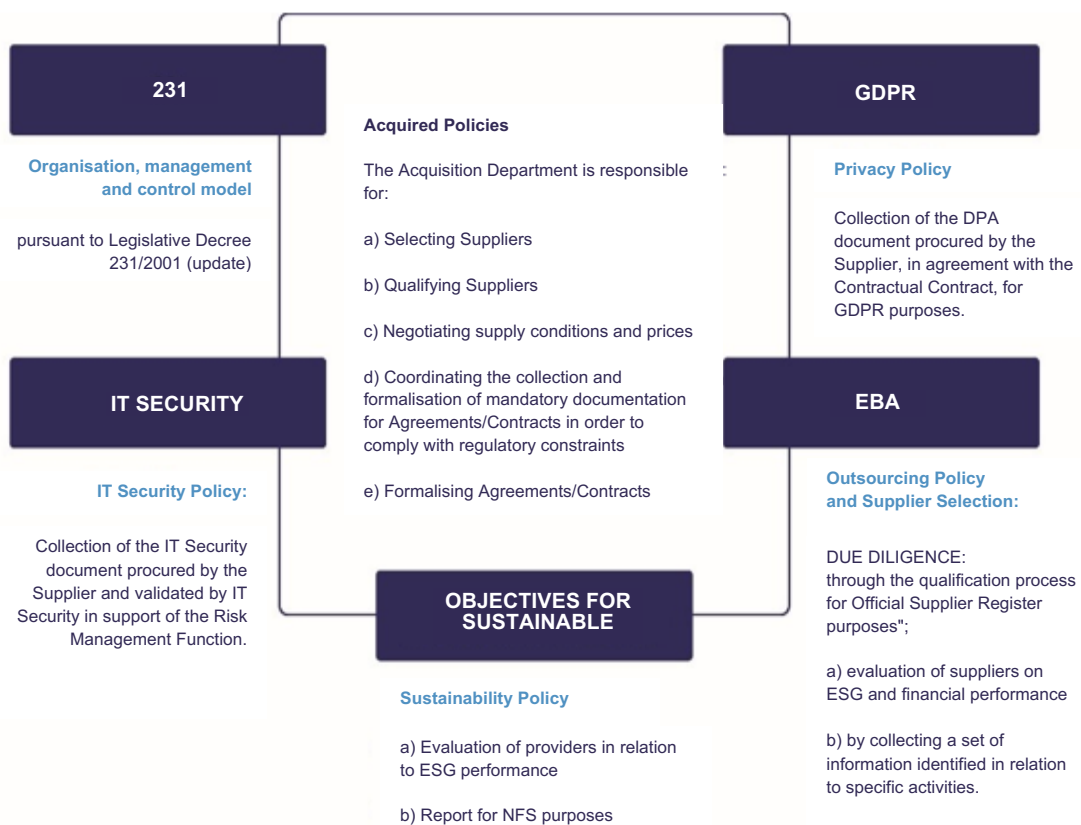 231
Organisation, management
and control model
pursuant to Legislative Decree
231/2001 (update)
IT SECURITY
IT Security Policy:
Collection of the IT Security
document procured by the
Supplier and validated by IT
Security in support of the Risk
Management Function.
Acquired Policies
The Acquisition Department is responsible
for:
a) Selecting Suppliers
b) Qualifying Suppliers
c) Negotiating supply conditions and prices
d) Coordinating the collection and
formalisation of mandatory documentation
for Agreements/Contracts in order to
comply with regulatory constraints
e) Formalising Agreements/Contracts
OBJECTIVES FOR
SUSTAINABLE
Sustainability Policy
a) Evaluation of providers in relation
to ESG performance
b) Report for NFS purposes
GDPR
:
Privacy Policy
Collection of the DPA
document procured by the
Supplier, in agreement with the
Contractual Contract, for
GDPR purposes.
EBA
Outsourcing Policy
and Supplier Selection:
DUE DILIGENCE:
through the qualification process
for Official Supplier Register
purposes";
a) evaluation of suppliers on
ESG and financial performance
b) by collecting a set of
information identified in relation
to specific activities.